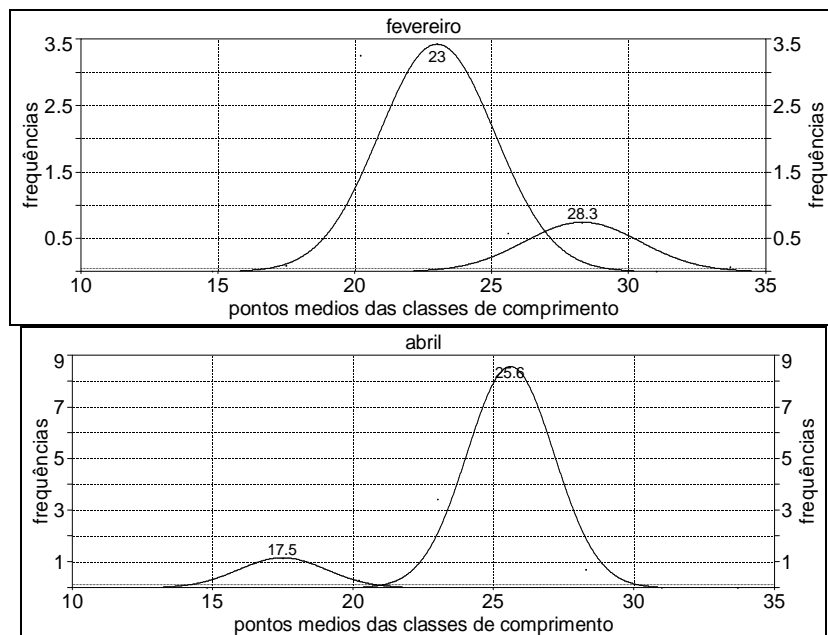 fevereiro
3.5 3.5
23
2.5 2.5
frequências frequências
1.5 1.5
28.3
0.5 0.5
10 15 20 25 30 35
pontos medios das classes de comprimento
abril
9 9
25.6
7 7
frequências frequências
5 5
3 3
17.5
1 1
10 15 20 25 30 35
pontos medios das classes de comprimento